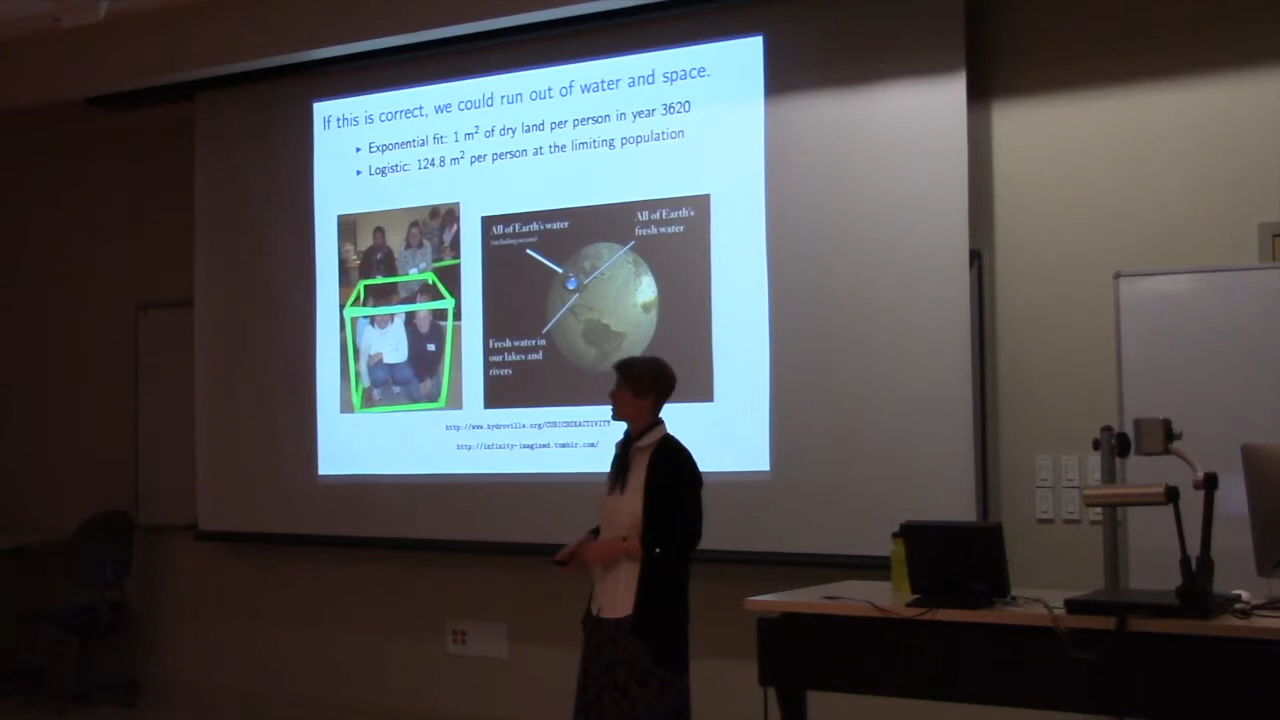 If this is correct, we could run out of water and space.
▸ Exponential fit: 1 m² of dry land per person in year 3620
▸ Logistic: 124.8 m² per person at the limiting population
All of Earth's water
(including oceans)
All of Earth's
fresh water
Fresh water in
our lakes and
rivers
http://www.hydroville.org/CUBICBOXACTIVITY
http://infinity-imagined.tumblr.com/